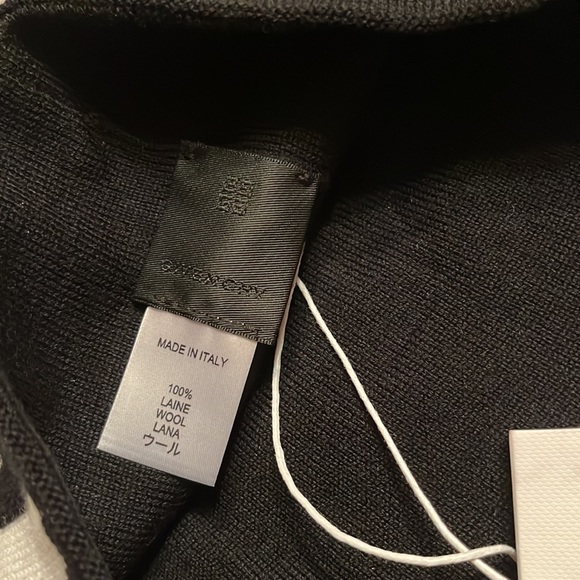 GIVENCHY
MADE IN ITALY
100%
LAINE
WOOL
LANA
ウール